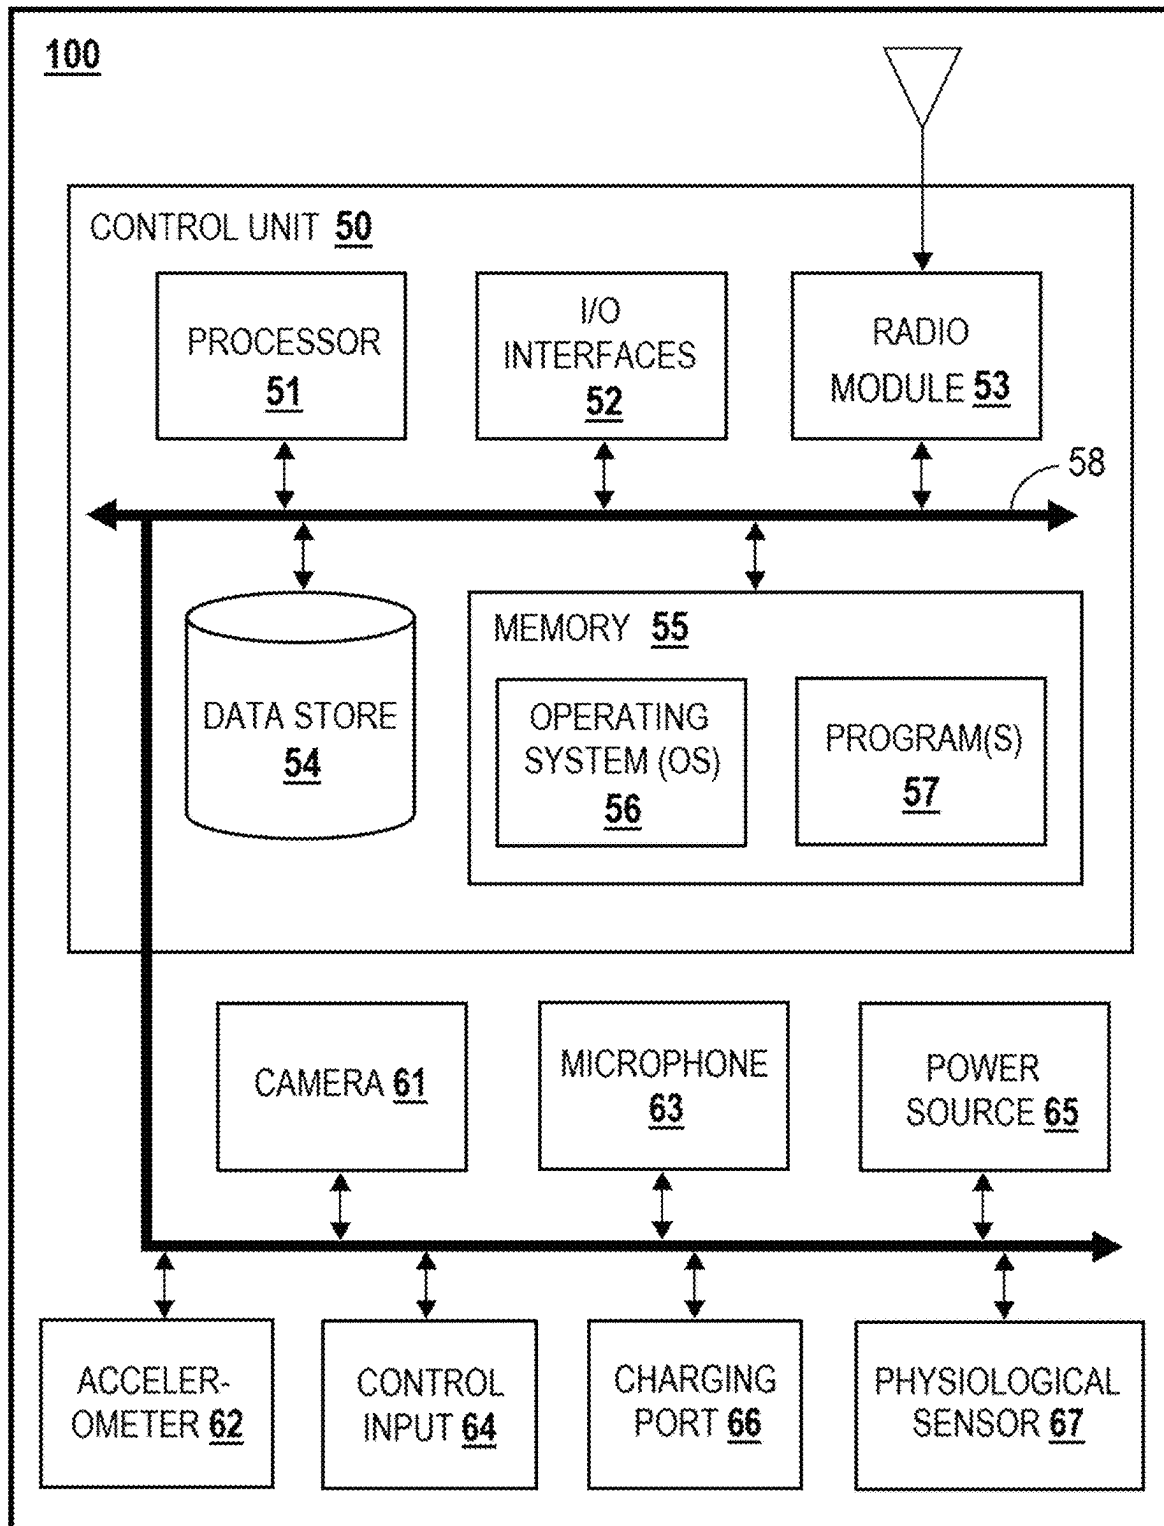 100
CONTROL UNIT 50
PROCESSOR
51
I/O
INTERFACES
52
RADIO
MODULE 53
58
DATA STORE
54
MEMORY 55
OPERATING
SYSTEM (OS)
56
PROGRAM(S)
57
CAMERA 61
MICROPHONE
63
POWER
SOURCE 65
ACCELER-
OMETER 62
CONTROL
INPUT 64
CHARGING
PORT 66
PHYSIOLOGICAL
SENSOR 67